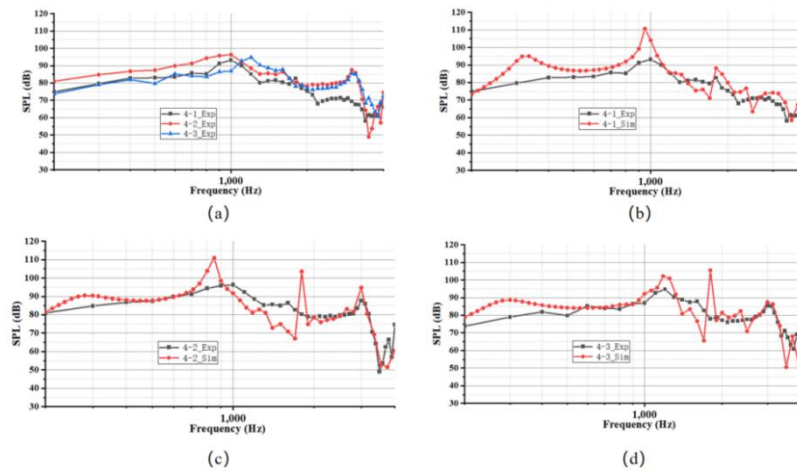 (a)
120
110
100
90
80
70
60
50
40
30
SPL (dB)
4-1_Exp
4-2_Exp
4-3_Exp
1,000
Frequency (Hz)
(b)
120
110
100
90
80
70
60
50
40
30
SPL (dB)
4-1_Exp
4-1_Sim
1,000
Frequency (Hz)
120
110
100
90
80
70
60
50
40
30
SPL (dB)
4-2_Exp
4-2_Sim
1,000
Frequency (Hz)
(c)
120
110
100
90
80
70
60
50
40
30
SPL (dB)
4-3_Exp
4-3_Sim
1,000
Frequency (Hz)
(d)